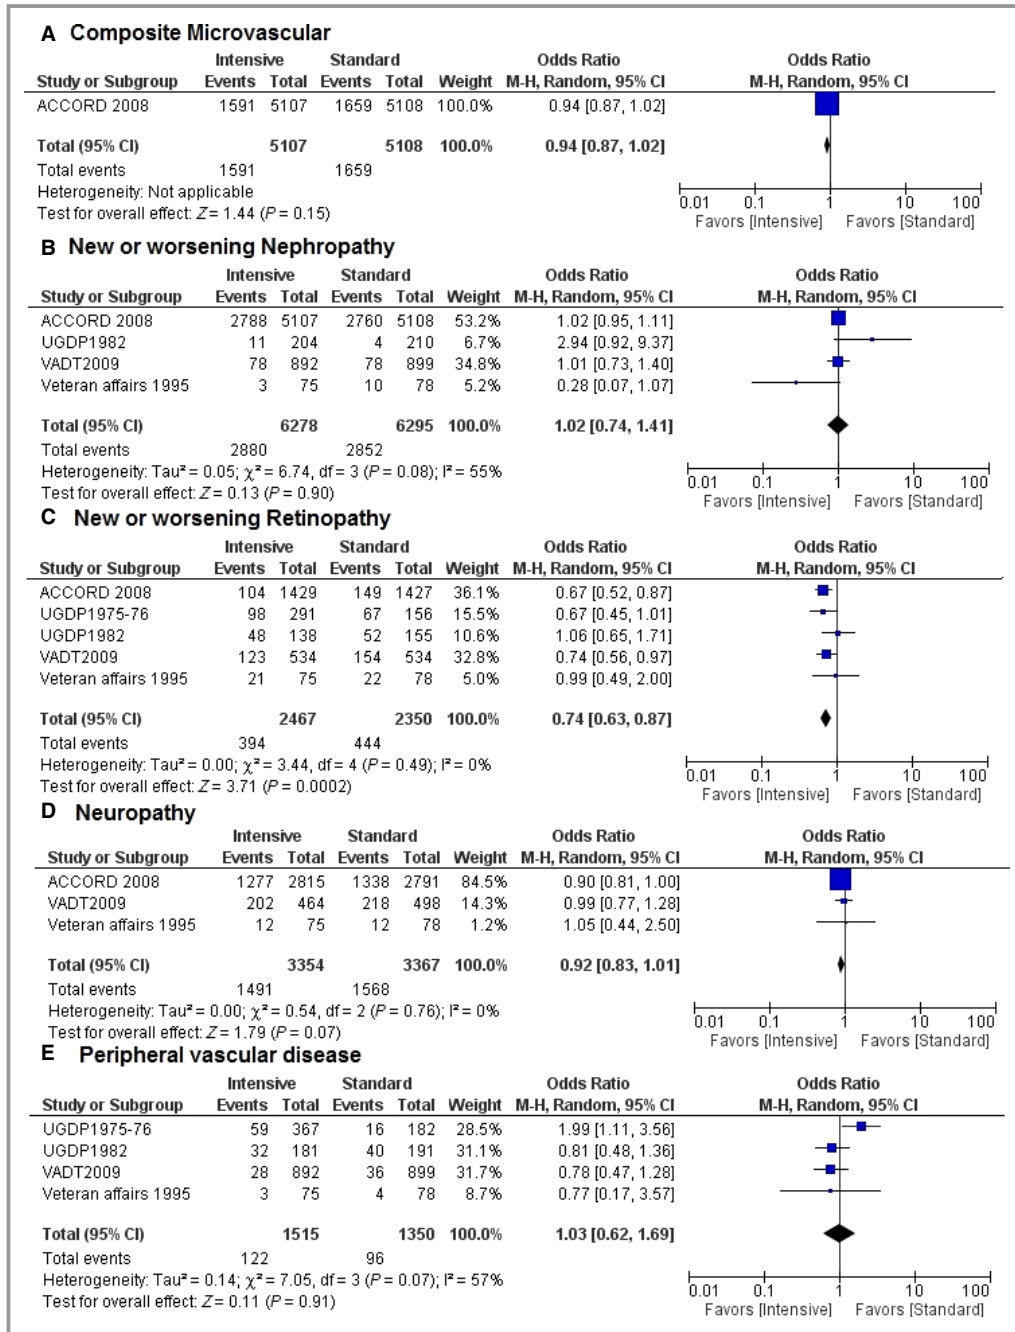 A Composite Microvascular
Intensive Standard Odds Ratio Odds Ratio
Study or Subgroup Events Total Events Total Weight M-H, Random, 95% CI M-H, Random, 95% CI
ACCORD 2008 1591 5107 1659 5108 100.0% 0.94 [0.87, 1.02]
Total (95% CI) 5107 5108 100.0% 0.94 [0.87, 1.02]
Total events 1591 1659
Heterogeneity: Not applicable
Test for overall effect: Z = 1.44 (P = 0.15)
0.01 0.1 1 10 100
Favors [Intensive] Favors [Standard]
B New or worsening Nephropathy
Intensive Standard Odds Ratio Odds Ratio
Study or Subgroup Events Total Events Total Weight M-H, Random, 95% CI M-H, Random, 95% CI
ACCORD 2008 2788 5107 2760 5108 53.2% 1.02 [0.95, 1.11]
UGDP1982 11 204 4 210 6.7% 2.94 [0.92, 9.37]
VADT2009 78 892 78 899 34.8% 1.01 [0.73, 1.40]
Veteran affairs 1995 3 75 10 78 5.2% 0.28 [0.07, 1.07]
Total (95% CI) 6278 6295 100.0% 1.02 [0.74, 1.41]
Total events 2880 2852
Heterogeneity: Tau² = 0.05; χ² = 6.74, df = 3 (P = 0.08); I² = 55%
Test for overall effect: Z = 0.13 (P = 0.90)
0.01 0.1 1 10 100
Favors [Intensive] Favors [Standard]
C New or worsening Retinopathy
Intensive Standard Odds Ratio Odds Ratio
Study or Subgroup Events Total Events Total Weight M-H, Random, 95% CI M-H, Random, 95% CI
ACCORD 2008 104 1429 149 1427 36.1% 0.67 [0.52, 0.87]
UGDP1975-76 98 291 67 156 15.5% 0.67 [0.45, 1.01]
UGDP1982 48 138 52 155 10.6% 1.06 [0.65, 1.71]
VADT2009 123 534 154 534 32.8% 0.74 [0.56, 0.97]
Veteran affairs 1995 21 75 22 78 5.0% 0.99 [0.49, 2.00]
Total (95% CI) 2467 2350 100.0% 0.74 [0.63, 0.87]
Total events 394 444
Heterogeneity: Tau² = 0.00; χ² = 3.44, df = 4 (P = 0.49); I² = 0%
Test for overall effect: Z = 3.71 (P = 0.0002)
0.01 0.1 1 10 100
Favors [Intensive] Favors [Standard]
D Neuropathy
Intensive Standard Odds Ratio Odds Ratio
Study or Subgroup Events Total Events Total Weight M-H, Random, 95% CI M-H, Random, 95% CI
ACCORD 2008 1277 2815 1338 2791 84.5% 0.90 [0.81, 1.00]
VADT2009 202 464 218 498 14.3% 0.99 [0.77, 1.28]
Veteran affairs 1995 12 75 12 78 1.2% 1.05 [0.44, 2.50]
Total (95% CI) 3354 3367 100.0% 0.92 [0.83, 1.01]
Total events 1491 1568
Heterogeneity: Tau² = 0.00; χ² = 0.54, df = 2 (P = 0.76); I² = 0%
Test for overall effect: Z = 1.79 (P = 0.07)
0.01 0.1 1 10 100
Favors [Intensive] Favors [Standard]
E Peripheral vascular disease
Intensive Standard Odds Ratio Odds Ratio
Study or Subgroup Events Total Events Total Weight M-H, Random, 95% CI M-H, Random, 95% CI
UGDP1975-76 59 367 16 182 28.5% 1.99 [1.11, 3.56]
UGDP1982 32 181 40 191 31.1% 0.81 [0.48, 1.36]
VADT2009 28 892 36 899 31.7% 0.78 [0.47, 1.28]
Veteran affairs 1995 3 75 4 78 8.7% 0.77 [0.17, 3.57]
Total (95% CI) 1515 1350 100.0% 1.03 [0.62, 1.69]
Total events 122 96
Heterogeneity: Tau² = 0.14; χ² = 7.05, df = 3 (P = 0.07); I² = 57%
Test for overall effect: Z = 0.11 (P = 0.91)
0.01 0.1 1 10 100
Favors [Intensive] Favors [Standard]